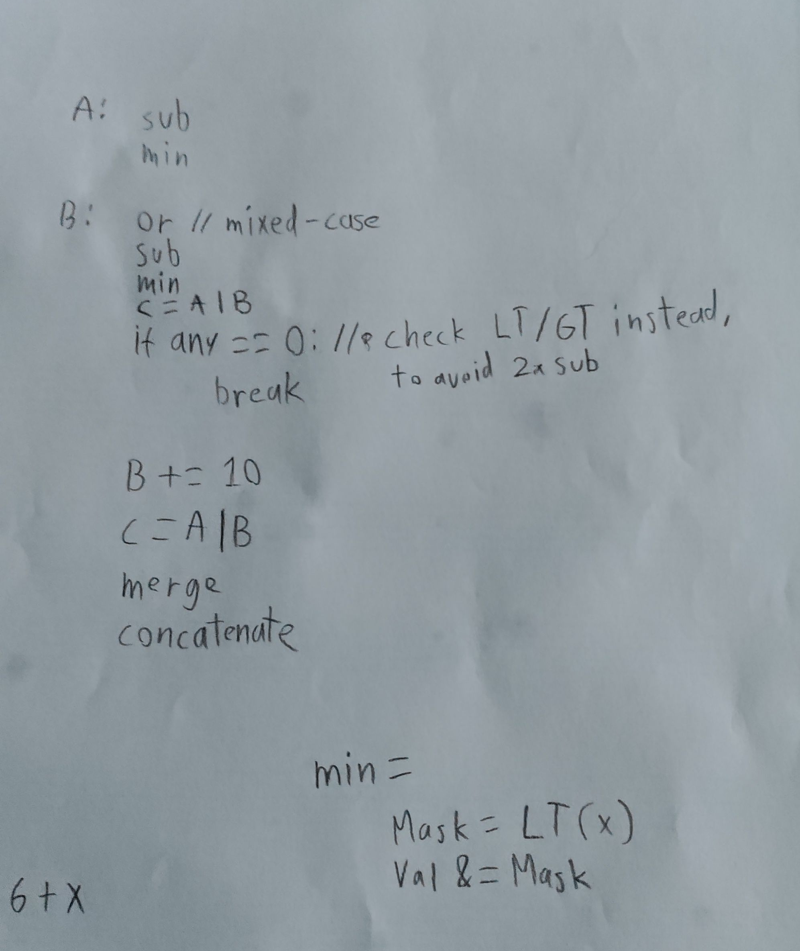 A: sub
min
B: or // mixed-case
sub
min
C = A | B
if any == 0: // check LT/GT instead,
to avoid 2x sub
break
B += 10
C = A | B
merge
concatenate
min =
Mask = LT(x)
Val &= Mask
6+x